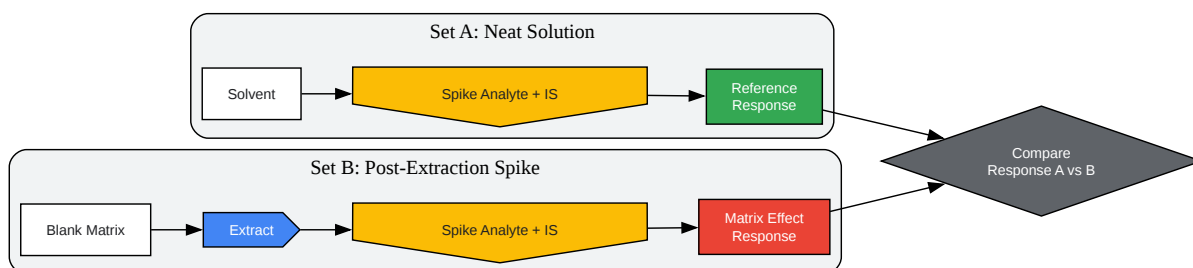 Set A: Neat Solution
Solvent
Spike Analyte + IS
Reference
Response
Set B: Post-Extraction Spike
Blank Matrix
Extract
Spike Analyte + IS
Matrix Effect
Response
Compare
Response A vs B